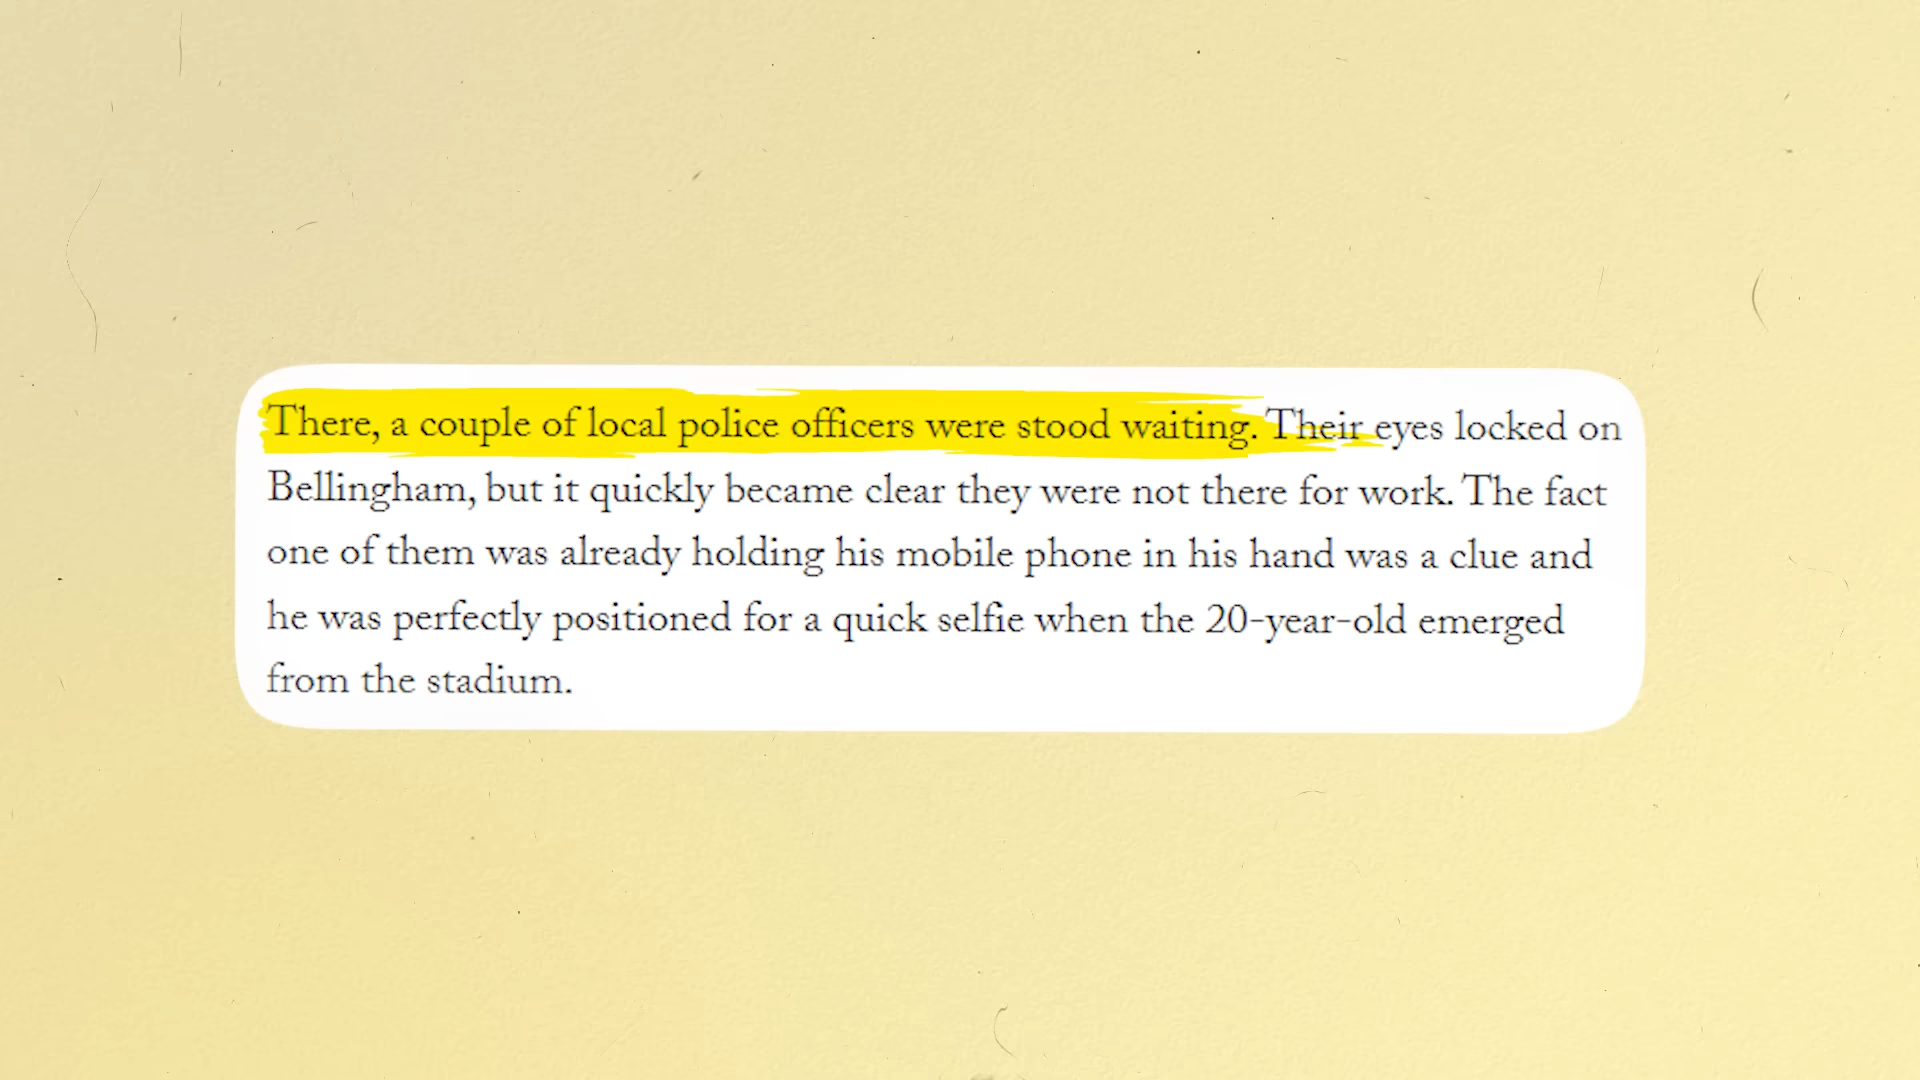 There, a couple of local police officers were stood waiting. Their eyes locked on
Bellingham, but it quickly became clear they were not there for work. The fact
one of them was already holding his mobile phone in his hand was a clue and
he was perfectly positioned for a quick selfie when the 20-year-old emerged
from the stadium.